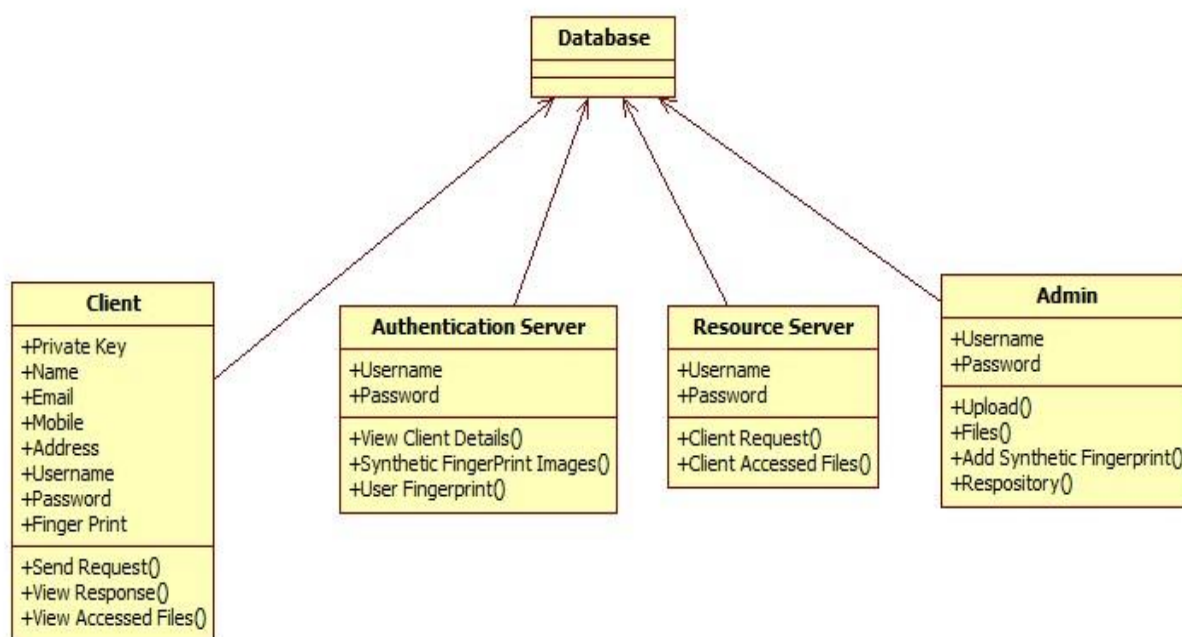 Database
Client
+Private Key
+Name
+Email
+Mobile
+Address
+Username
+Password
+Finger Print
+Send Request()
+View Response()
+View Accessed Files()
Authentication Server
+Username
+Password
+View Client Details()
+Synthetic FingerPrint Images()
+User Fingerprint()
Resource Server
+Username
+Password
+Client Request()
+Client Accessed Files()
Admin
+Username
+Password
+Upload()
+Files()
+Add Synthetic Fingerprint()
+Respository()